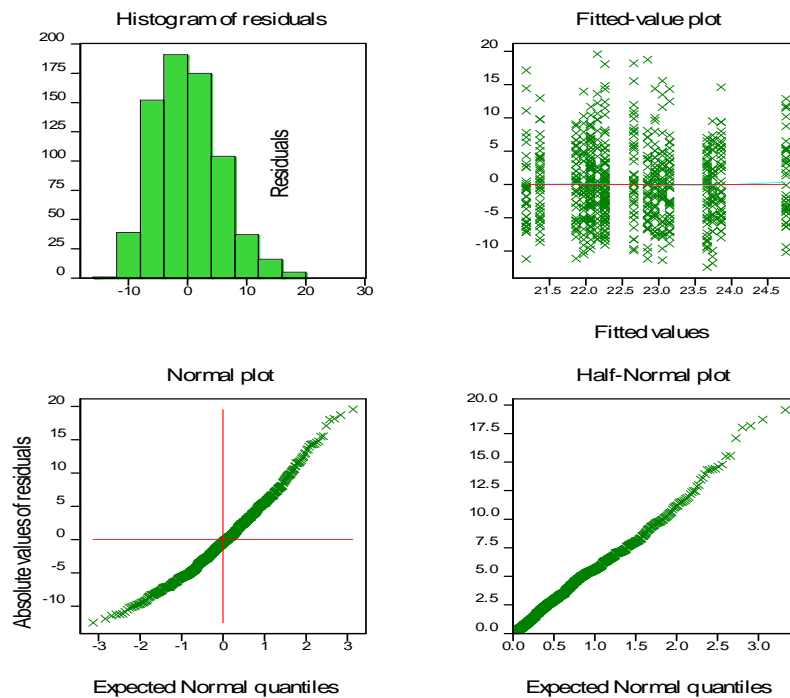 Histogram of residuals
200
175
150
125
100
75
50
25
0
-10 0 10 20 30
Residuals
Fitted-value plot
20
15
10
5
0
-5
-10
21.5 22.0 22.5 23.0 23.5 24.0 24.5
Fitted values
Normal plot
20
15
10
5
0
-5
-10
-3 -2 -1 0 1 2 3
Absolute values of residuals
Expected Normal quantiles
Half-Normal plot
20.0
17.5
15.0
12.5
10.0
7.5
5.0
2.5
0.0
0.0 0.5 1.0 1.5 2.0 2.5 3.0
Expected Normal quantiles